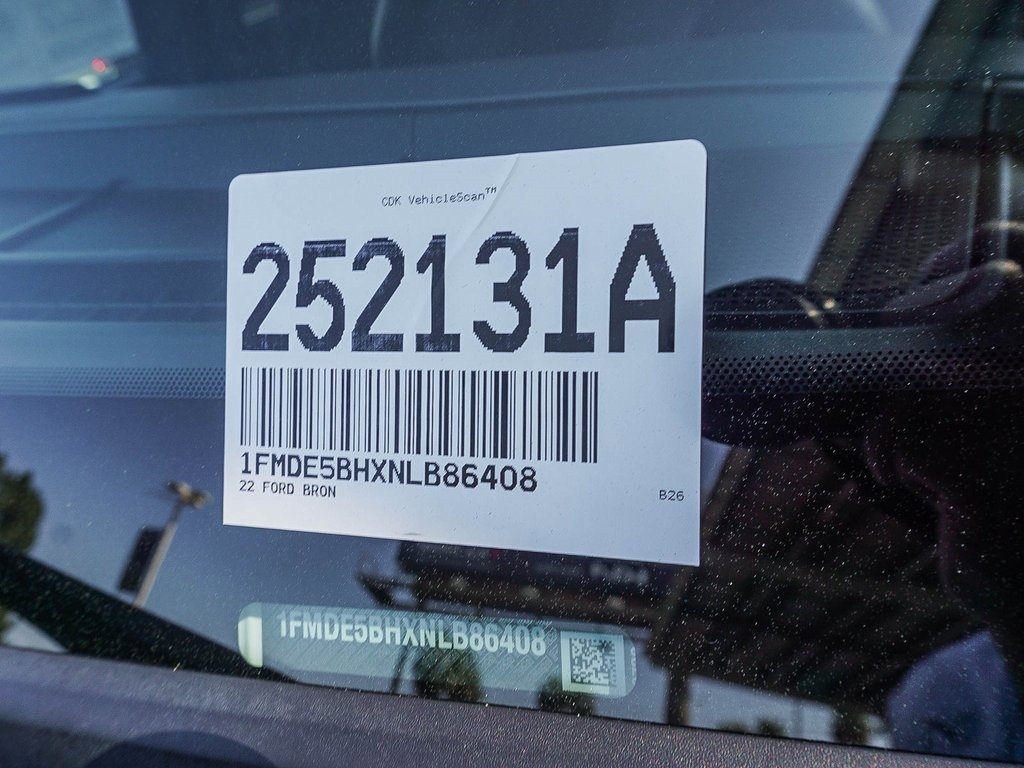 CDK VehicleScan™
252131A
1FMDE5BHXNLB86408
22 FORD BRON
B26
1FMDE5BHXNLB86408